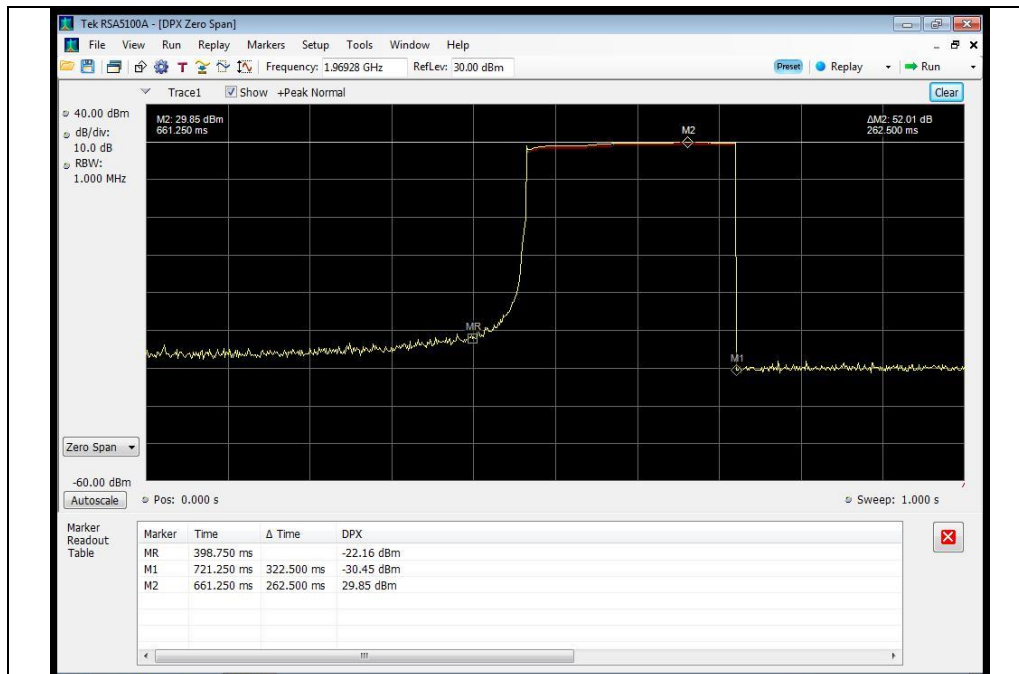 Tek RSA5100A - [DPX Zero Span]
File View Run Replay Markers Setup Tools Window Help
T Frequency: 1.96928 GHz RefLev: 30.00 dBm Preset Replay Run
Trace1 Show +Peak Normal Clear
40.00 dBm
dB/div:
10.0 dB
RBW:
1.000 MHz
M2: 29.85 dBm
661.250 ms
M2
ΔM2: 52.01 dB
262.500 ms
MR
M1
Zero Span
-60.00 dBm
Autoscale Pos: 0.000 s Sweep: 1.000 s
Marker Readout Table
Marker Time Δ Time DPX
MR 398.750 ms -22.16 dBm
M1 721.250 ms 322.500 ms -30.45 dBm
M2 661.250 ms 262.500 ms 29.85 dBm